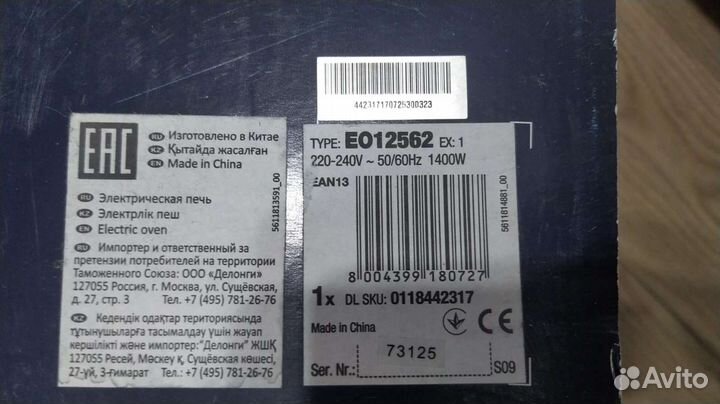 442317170725300323
EAC
RU Изготовлено в Китае
KZ Қытайда жасалған
EN Made in China
RU Электрическая печь
KZ Электрлік пеш
EN Electric oven
5611813591_00
RU Импортер и ответственный за
претензии потребителей на территории
Таможенного Союза: ООО «Делонги»
127055 Россия, г. Москва, ул. Сущёвская,
д. 27, стр. 3 Тел. +7 (495) 781-26-76
KZ Кедендік одақтар териториясында
тұтынушыларға тасымалдау үшін жауап
кершілікті және импортер: "Делонги" ЖШҚ
127055 Ресей, Мәскеу қ. Сущёвская көшесі,
27-үй, 3-ғимарат Тел. +7 (495) 781-26-76
TYPE: EO12562 EX: 1
220-240V ~ 50/60Hz 1400W
EAN13
8 004399 180727
5611814881_00
1x DL SKU: 0118442317
Made in China
CE
73125
Ser. Nr.:
S09
Avito